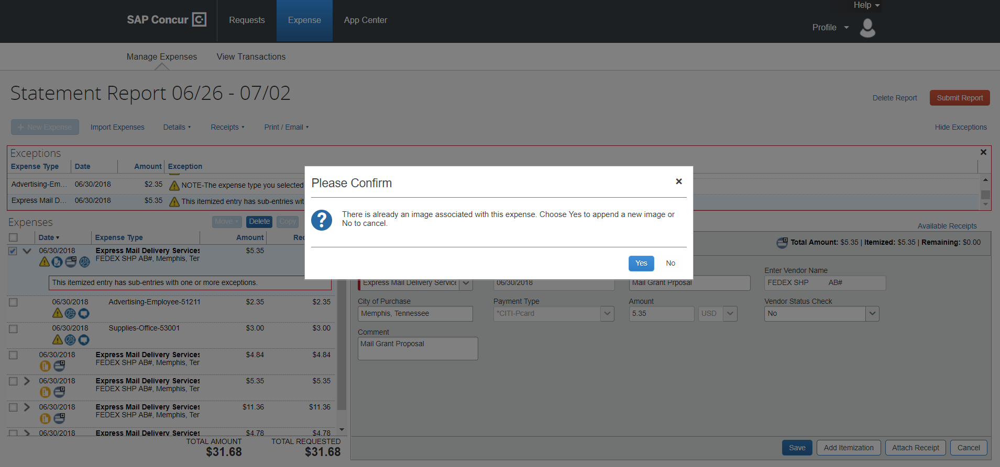 Help
SAP Concur C.
Requests
Expense
App Center
Profile
Manage Expenses
View Transactions
Statement Report 06/26 - 07/02
Delete Report
Submit Report
+ New Expense
Import Expenses
Details
Receipts
Print / Email
Hide Exceptions
Exceptions
Expense Type Date Amount Exception
Advertising-Em... 06/30/2018 $2.35 NOTE-The expense type you selected
Express Mail D... 06/30/2018 $5.35 This itemized entry has sub-entries wit
Please Confirm
There is already an image associated with this expense. Choose Yes to append a new image or
No to cancel.
Yes
No
Expenses
Move
Delete
Copy
Date Expense Type Amount Rec
06/30/2018 Express Mail Delivery Services $5.35
FEDEX SHP AB#, Memphis, Ter
This itemized entry has sub-entries with one or more exceptions.
06/30/2018 Advertising-Employee-51211 $2.35 $2.35
06/30/2018 Supplies-Office-53001 $3.00 $3.00
06/30/2018 Express Mail Delivery Services $4.84 $4.84
FEDEX SHP AB#, Memphis, Ter
06/30/2018 Express Mail Delivery Services $5.35 $5.35
FEDEX SHP AB#, Memphis, Ter
06/30/2018 Express Mail Delivery Services $11.36 $11.36
FEDEX SHP AB#, Memphis, Ter
06/30/2018 Express Mail Delivery Services $4.78 $4.78
TOTAL AMOUNT TOTAL REQUESTED
$31.68 $31.68
Available Receipts
Total Amount: $5.35 | Itemized: $5.35 | Remaining: $0.00
Enter Vendor Name
Express Mail Delivery Service 06/30/2018 Mail Grant Prposal FEDEX SHP AB#
City of Purchase Payment Type Amount Vendor Status Check
Memphis, Tennessee *CITI-Pcard 5.35 USD No
Comment
Mail Grant Proposal
Save
Add Itemization
Attach Receipt
Cancel